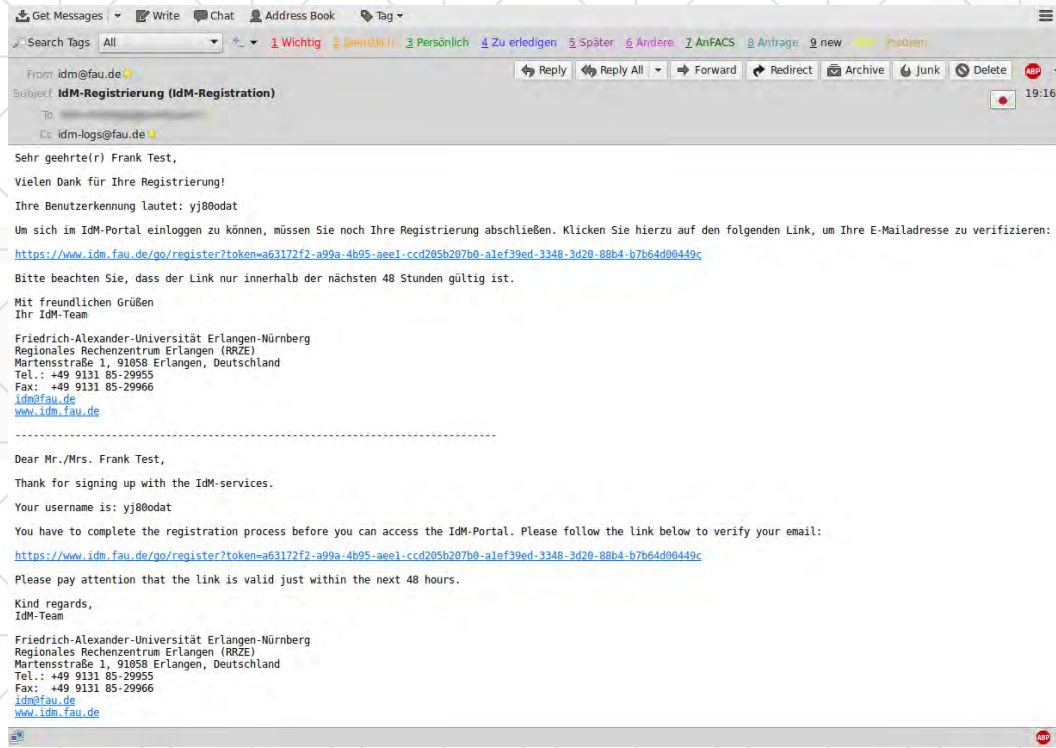 Get Messages Write Chat Address Book Tag
Search Tags All 1 Wichtig 2 Dienstlich 3 Persönlich 4 Zu erledigen 5 Später 6 Andere 7 AnFACS 8 Anfrage 9 new Problem
From idm@fau.de Reply Reply All Forward Redirect Archive Junk Delete ABP
Subject IdM-Registrierung (IdM-Registration) 19:16
To
Cc idm-logs@fau.de
Sehr geehrte(r) Frank Test,
Vielen Dank für Ihre Registrierung!
Ihre Benutzerkennung lautet: yj80odat
Um sich im IdM-Portal einloggen zu können, müssen Sie noch Ihre Registrierung abschließen. Klicken Sie hierzu auf den folgenden Link, um Ihre E-Mailadresse zu verifizieren:
https://www.idm.fau.de/go/register?token=a63172f2-a99a-4b95-aee1-ccd205b207b0-a1ef39ed-3348-3d20-88b4-b7b64d00449c
Bitte beachten Sie, dass der Link nur innerhalb der nächsten 48 Stunden gültig ist.
Mit freundlichen Grüßen
Ihr IdM-Team
Friedrich-Alexander-Universität Erlangen-Nürnberg
Regionales Rechenzentrum Erlangen (RRZE)
Martensstraße 1, 91058 Erlangen, Deutschland
Tel.: +49 9131 85-29955
Fax: +49 9131 85-29966
idm@fau.de
www.idm.fau.de
--------------------------------------------------------------------------------
Dear Mr./Mrs. Frank Test,
Thank for signing up with the IdM-services.
Your username is: yj80odat
You have to complete the registration process before you can access the IdM-Portal. Please follow the link below to verify your email:
https://www.idm.fau.de/go/register?token=a63172f2-a99a-4b95-aee1-ccd205b207b0-a1ef39ed-3348-3d20-88b4-b7b64d00449c
Please pay attention that the link is valid just within the next 48 hours.
Kind regards,
IdM-Team
Friedrich-Alexander-Universität Erlangen-Nürnberg
Regionales Rechenzentrum Erlangen (RRZE)
Martensstraße 1, 91058 Erlangen, Deutschland
Tel.: +49 9131 85-29955
Fax: +49 9131 85-29966
idm@fau.de
www.idm.fau.de
ABP